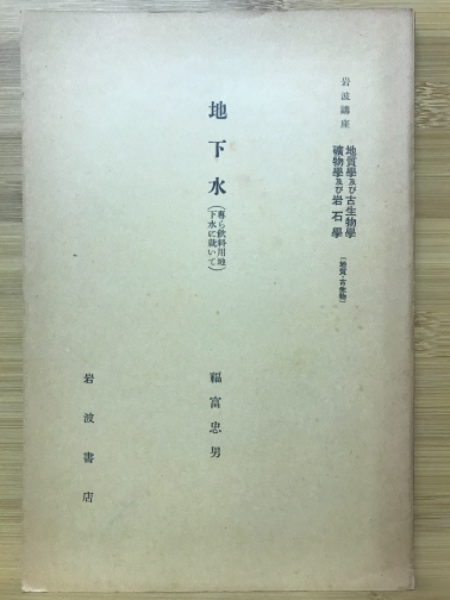 岩波講座
地質學及び古生物學
礦物學及び岩石學
(地質・古生物)
地下水
(專ら飮料用地
下水に就いて)
福富忠男
岩波書店